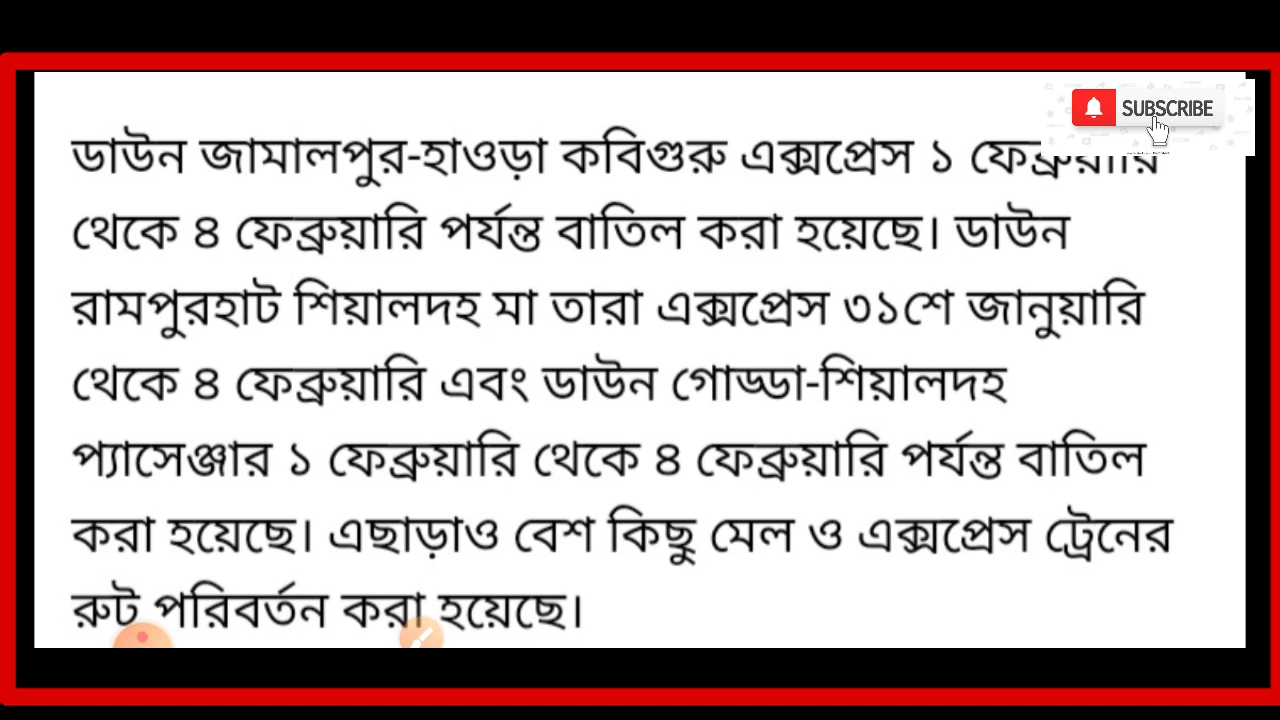 SUBSCRIBE
ডাউন জামালপুর-হাওড়া কবিগুরু এক্সপ্রেস ১ ফেব্রুয়ারি
থেকে ৪ ফেব্রুয়ারি পর্যন্ত বাতিল করা হয়েছে। ডাউন
রামপুরহাট শিয়ালদহ মা তারা এক্সপ্রেস ৩১শে জানুয়ারি
থেকে ৪ ফেব্রুয়ারি এবং ডাউন গোড্ডা-শিয়ালদহ
প্যাসেঞ্জার ১ ফেব্রুয়ারি থেকে ৪ ফেব্রুয়ারি পর্যন্ত বাতিল
করা হয়েছে। এছাড়াও বেশ কিছু মেল ও এক্সপ্রেস ট্রেনের
রুট পরিবর্তন করা হয়েছে।